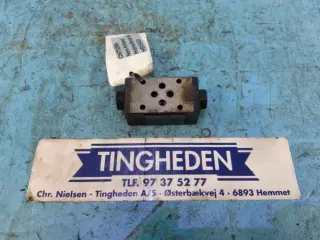 TINGHEDEN
TLF. 97 37 52 77
Chr. Nielsen - Tingheden A/S - Østerbækvej 4 - 6893 Hemmet